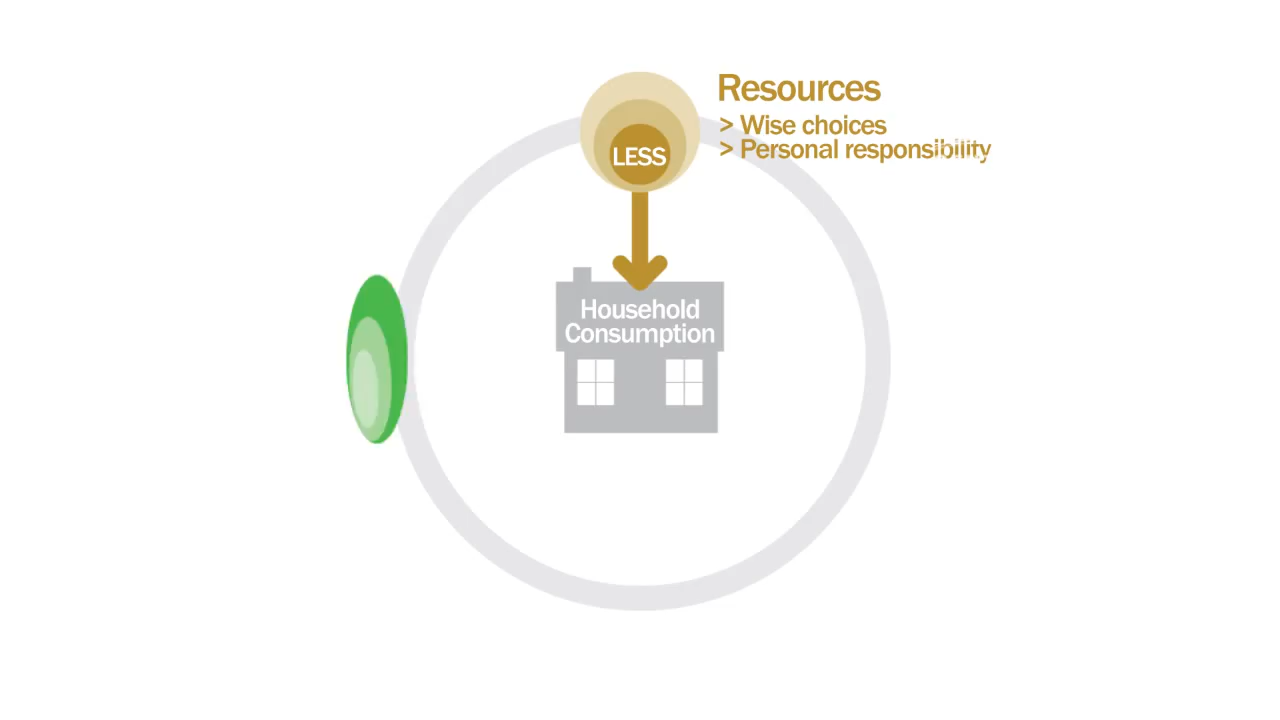 Resources
> Wise choices
> Personal responsibility
LESS
Household
Consumption